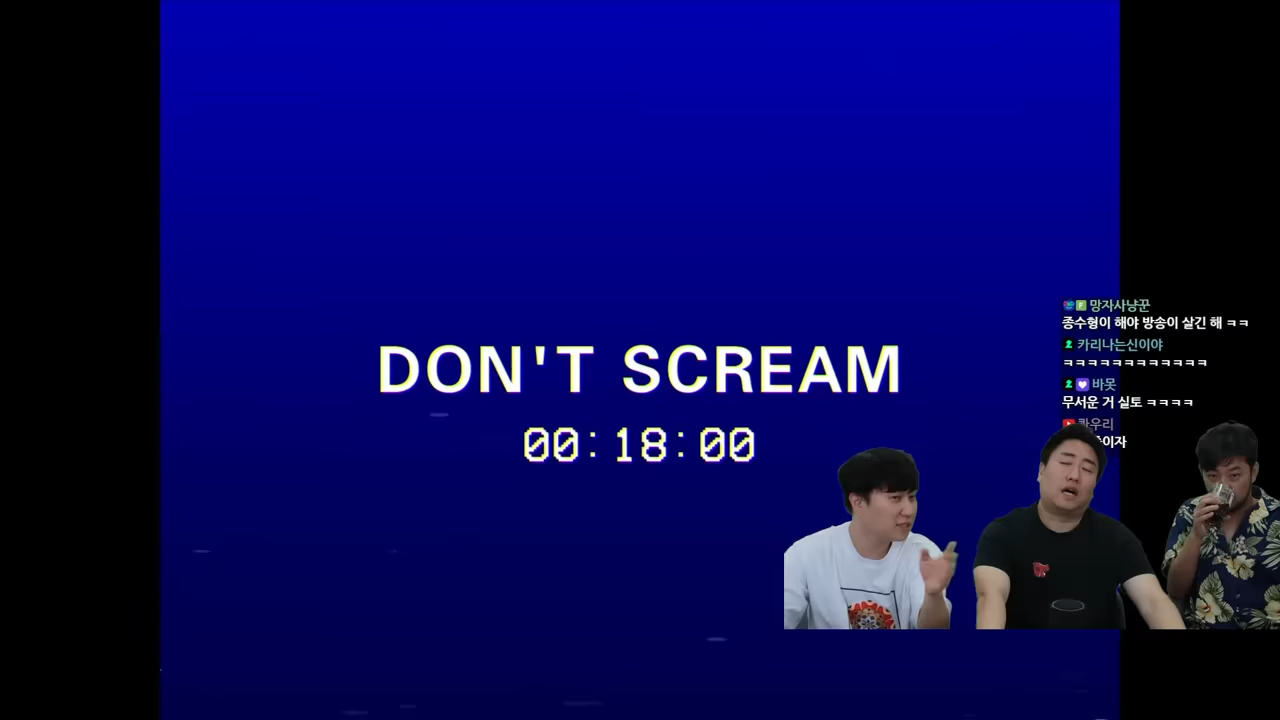 DON'T SCREAM
00:18:00
망자사냥꾼
종수형이 해야 방송이 살긴 해 ㅋㅋ
카리나는신이야
ㅋㅋㅋㅋㅋㅋㅋㅋㅋㅋㅋㅋ
바못
무서운 거 실토 ㅋㅋㅋㅋ